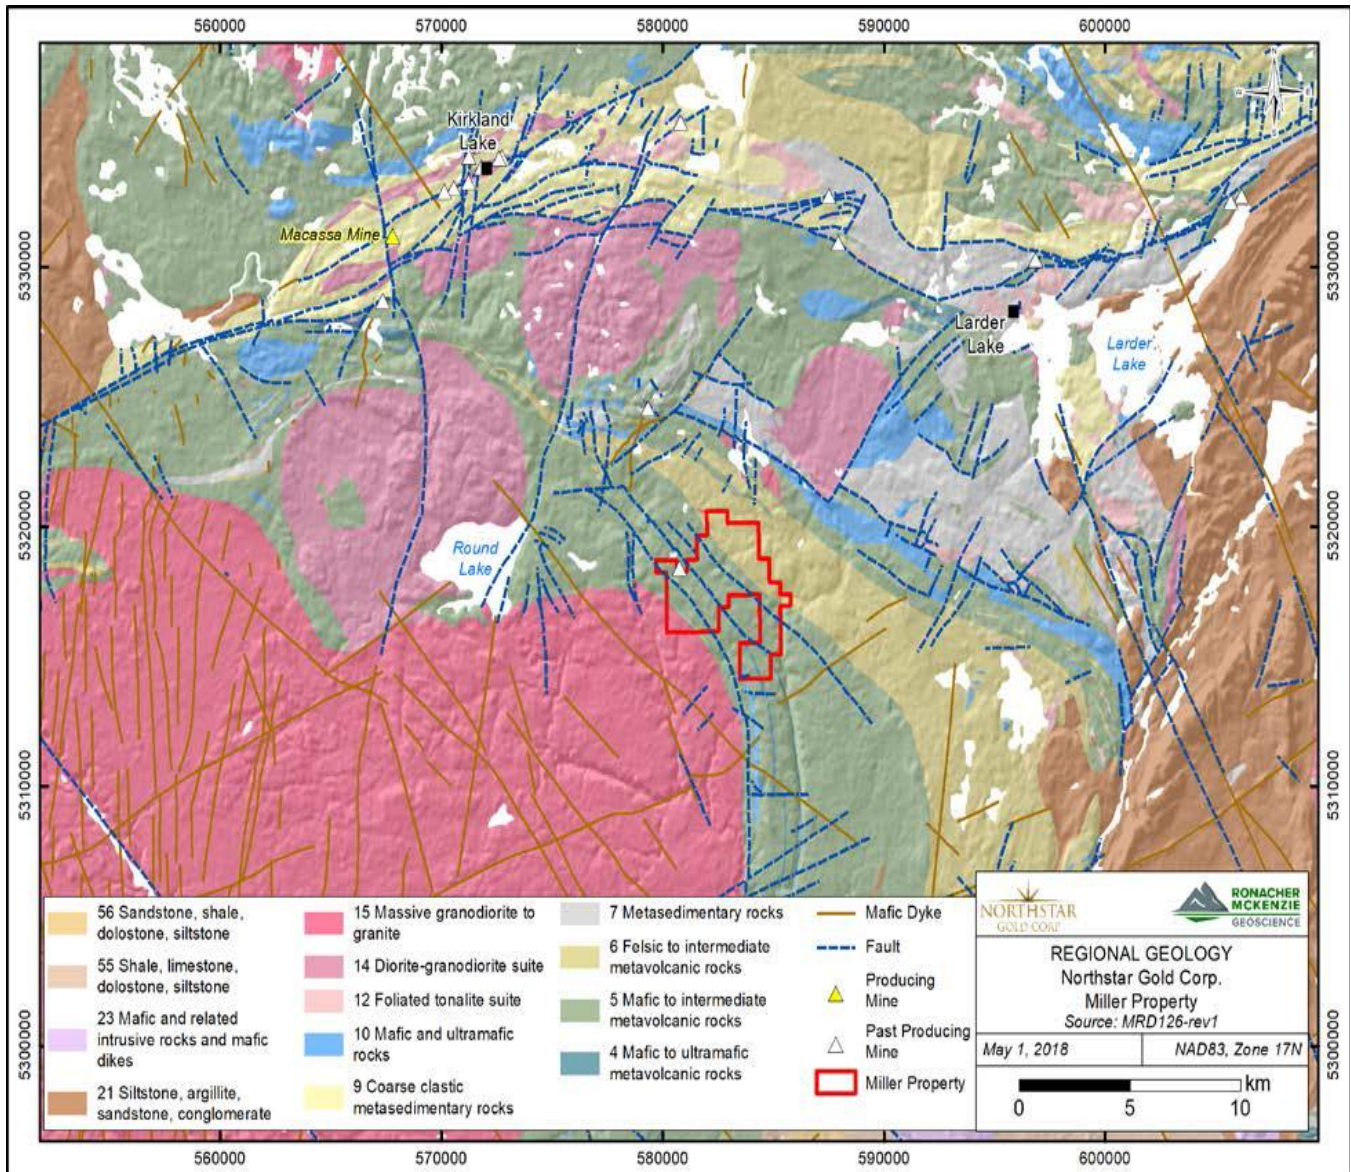 560000 570000 580000 590000 600000
N
W
S
Kirkland
Lake
Macassa Mine
5330000
5330000
Larder
Lake
Larder
Lake
5320000
5320000
Round
Lake
5310000
5310000
5300000
5300000
56 Sandstone, shale,
dolostone, siltstone
55 Shale, limestone,
dolostone, siltstone
23 Mafic and related
intrusive rocks and mafic
dikes
21 Siltstone, argillite,
sandstone, conglomerate
15 Massive granodiorite to
granite
14 Diorite-granodiorite suite
12 Foliated tonalite suite
10 Mafic and ultramafic
rocks
9 Coarse clastic
metasedimentary rocks
7 Metasedimentary rocks
6 Felsic to intermediate
metavolcanic rocks
5 Mafic to intermediate
metavolcanic rocks
4 Mafic to ultramafic
metavolcanic rocks
Mafic Dyke
Fault
Producing
Mine
Past Producing
Mine
Miller Property
NORTHSTAR
GOLD CORP
RONACHER
MCKENZIE
GEOSCIENCE
REGIONAL GEOLOGY
Northstar Gold Corp.
Miller Property
Source: MRD126-rev1
May 1, 2018 NAD83, Zone 17N
km
0 5 10
560000 570000 580000 590000 600000